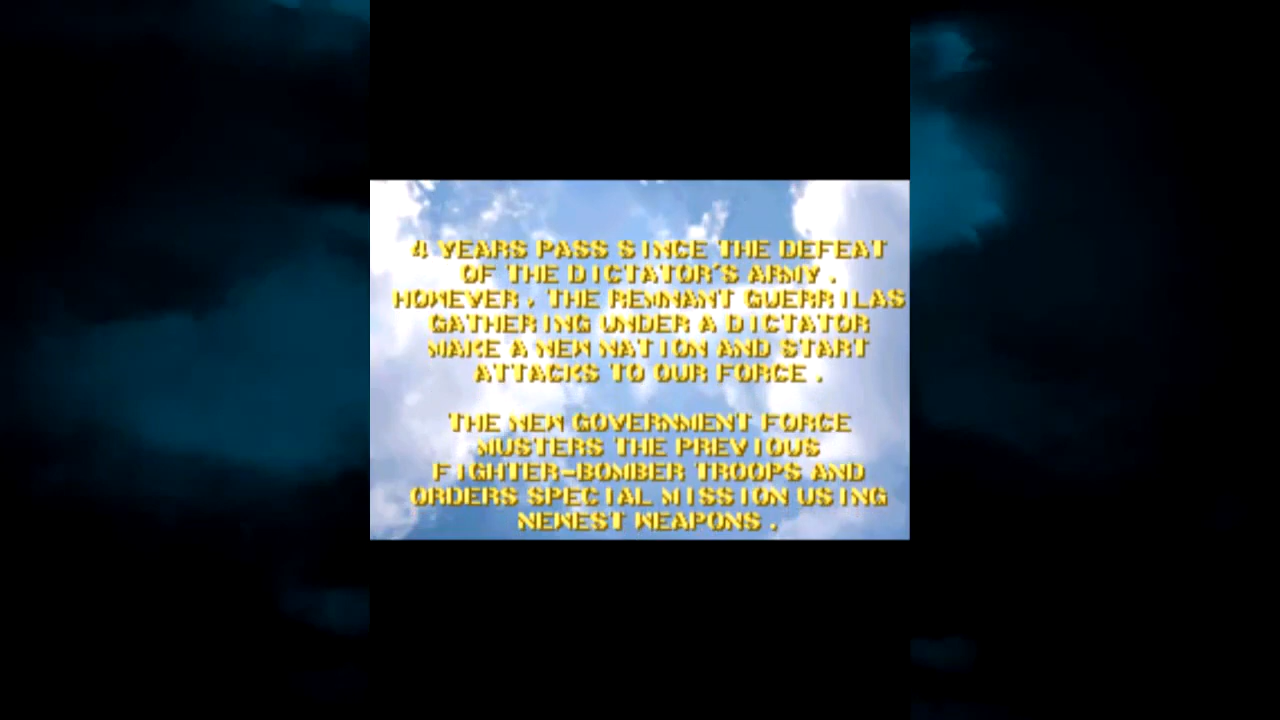 4 YEARS PASS SINCE THE DEFEAT
OF THE DICTATOR'S ARMY.
HOWEVER, THE REMNANT GUERRILAS
GATHERING UNDER A DICTATOR
MAKE A NEW NATION AND START
ATTACKS TO OUR FORCE.
THE NEW GOVERNMENT FORCE
MUSTERS THE PREVIOUS
FIGHTER-BOMBER TROOPS AND
ORDERS SPECIAL MISSION USING
NEWEST WEAPONS.